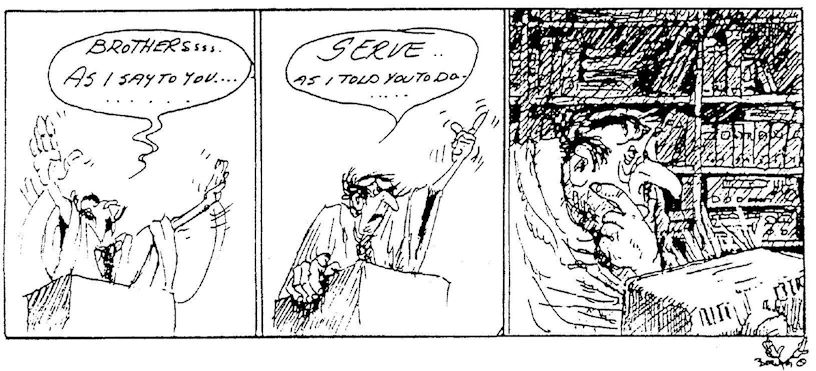 BROTHERSSSS.
AS I SAY TO YOU....
. . . . . .
SERVE ..
AS I TOLD YOU TO DO.
. . . . .